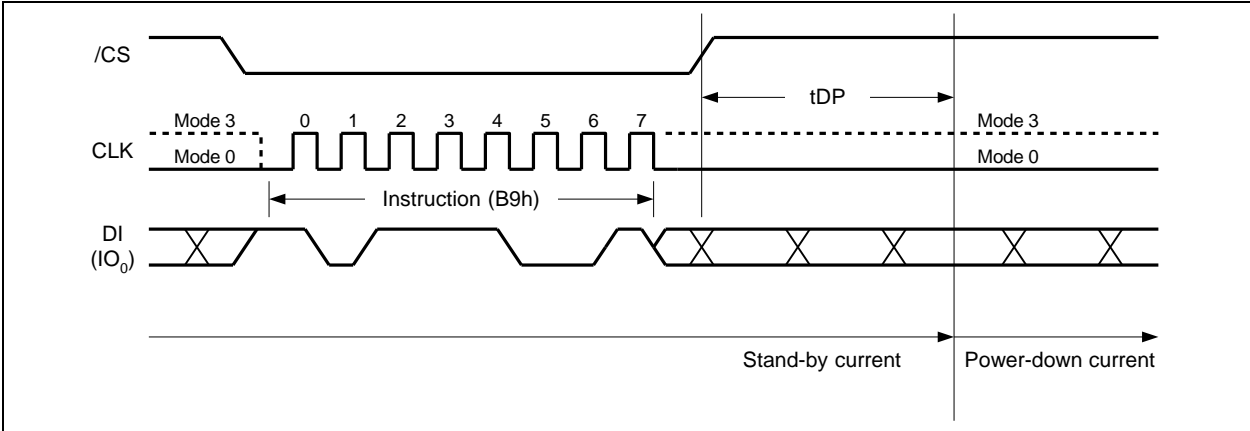 /CS
tDP
Mode 3 0 1 2 3 4 5 6 7 Mode 3
CLK
Mode 0 Mode 0
Instruction (B9h)
DI
(IO₀)
Stand-by current Power-down current